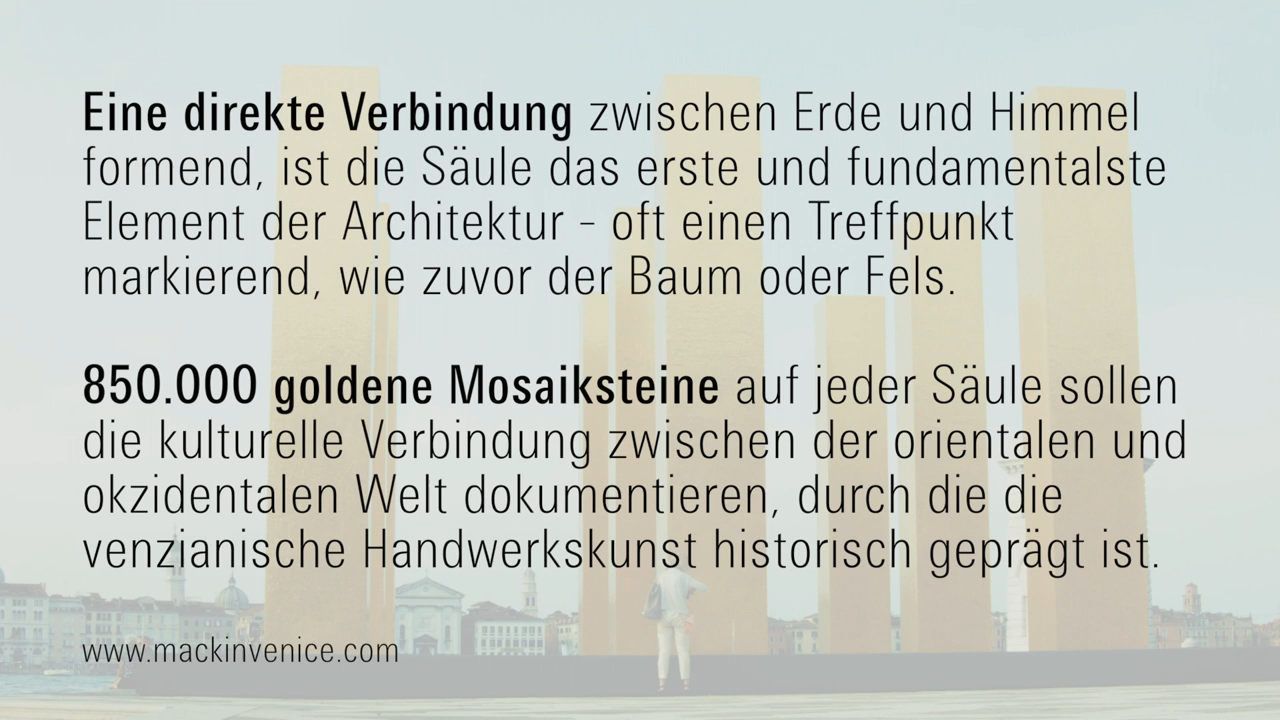 Eine direkte Verbindung zwischen Erde und Himmel
formend, ist die Säule das erste und fundamentalste
Element der Architektur - oft einen Treffpunkt
markierend, wie zuvor der Baum oder Fels.
850.000 goldene Mosaiksteine auf jeder Säule sollen
die kulturelle Verbindung zwischen der orientalen und
okzidentalen Welt dokumentieren, durch die die
venzianische Handwerkskunst historisch geprägt ist.
www.mackinvenice.com